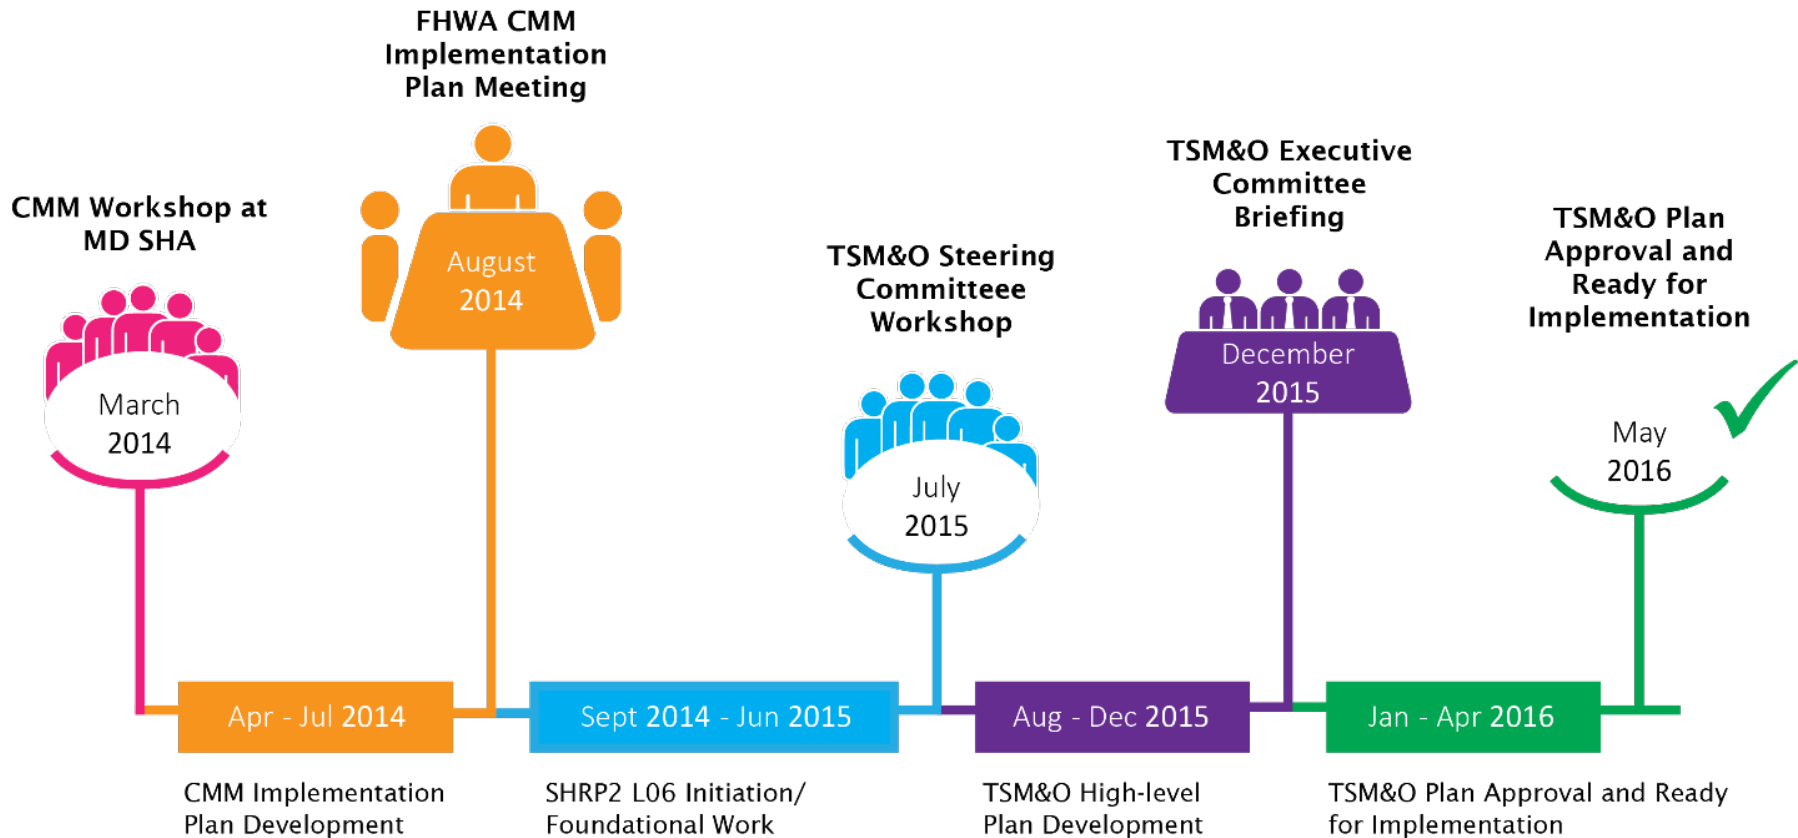 CMM Workshop at
MD SHA
March
2014
FHWA CMM
Implementation
Plan Meeting
August
2014
TSM&O Steering
Committeee
Workshop
July
2015
TSM&O Executive
Committee
Briefing
December
2015
TSM&O Plan
Approval and
Ready for
Implementation
May
2016
Apr - Jul 2014
CMM Implementation
Plan Development
Sept 2014 - Jun 2015
SHRP2 L06 Initiation/
Foundational Work
Aug - Dec 2015
TSM&O High-level
Plan Development
Jan - Apr 2016
TSM&O Plan Approval and Ready
for Implementation